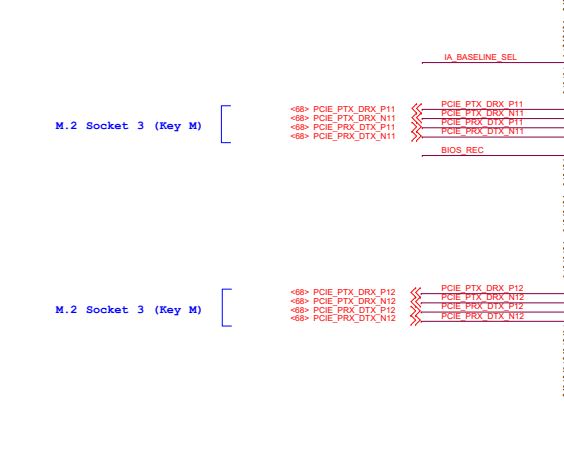 IA_BASELINE_SEL
<68> PCIE_PTX_DRX_P11 PCIE_PTX_DRX_P11
<68> PCIE_PTX_DRX_N11 PCIE_PTX_DRX_N11
M.2 Socket 3 (Key M) <68> PCIE_PRX_DTX_P11 PCIE_PRX_DTX_P11
<68> PCIE_PRX_DTX_N11 PCIE_PRX_DTX_N11
BIOS_REC
<68> PCIE_PTX_DRX_P12 PCIE_PTX_DRX_P12
<68> PCIE_PTX_DRX_N12 PCIE_PTX_DRX_N12
M.2 Socket 3 (Key M) <68> PCIE_PRX_DTX_P12 PCIE_PRX_DTX_P12
<68> PCIE_PRX_DTX_N12 PCIE_PRX_DTX_N12